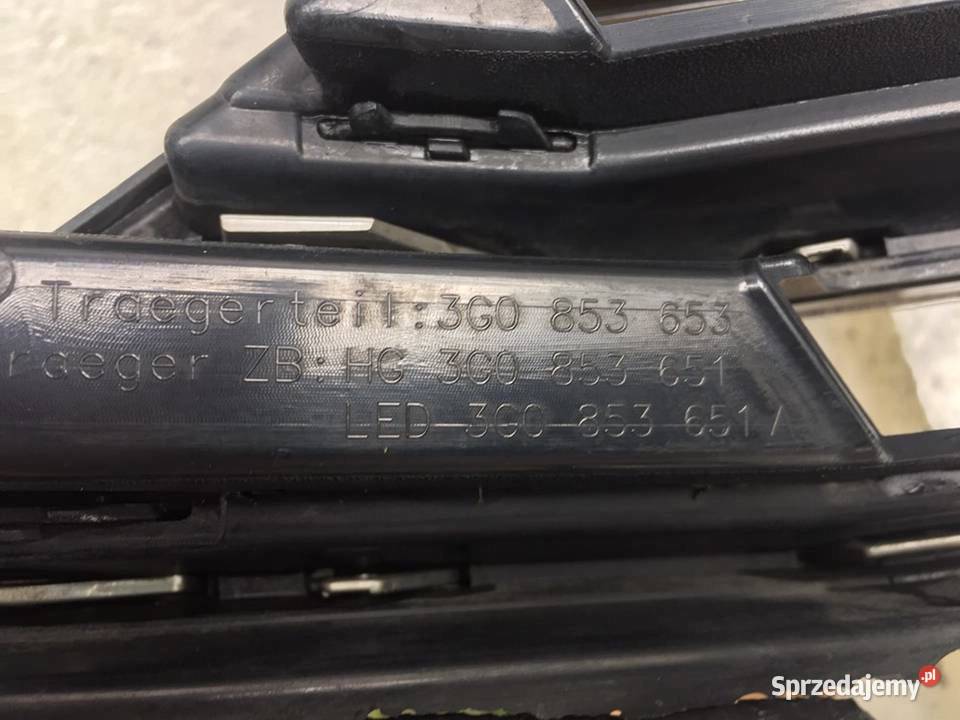 Traegerteil: 3G0 853 653
raeger ZB: HG 3G0 853 651
LED 3G0 853 651 A
Sprzedajemy.pl